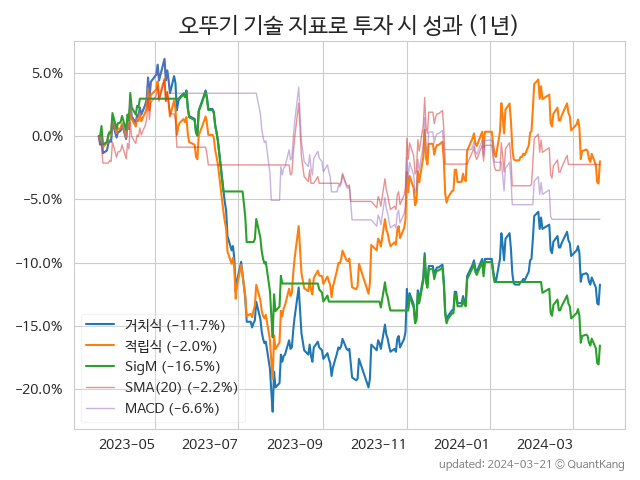 오뚜기 기술 지표로 투자 시 성과 (1년)
5.0%
0.0%
−5.0%
−10.0%
−15.0%
−20.0%
거치식 (−11.7%)
적립식 (−2.0%)
SigM (−16.5%)
SMA(20) (−2.2%)
MACD (−6.6%)
2023−05 2023−07 2023−09 2023−11 2024−01 2024−03
updated: 2024−03−21 © QuantKang